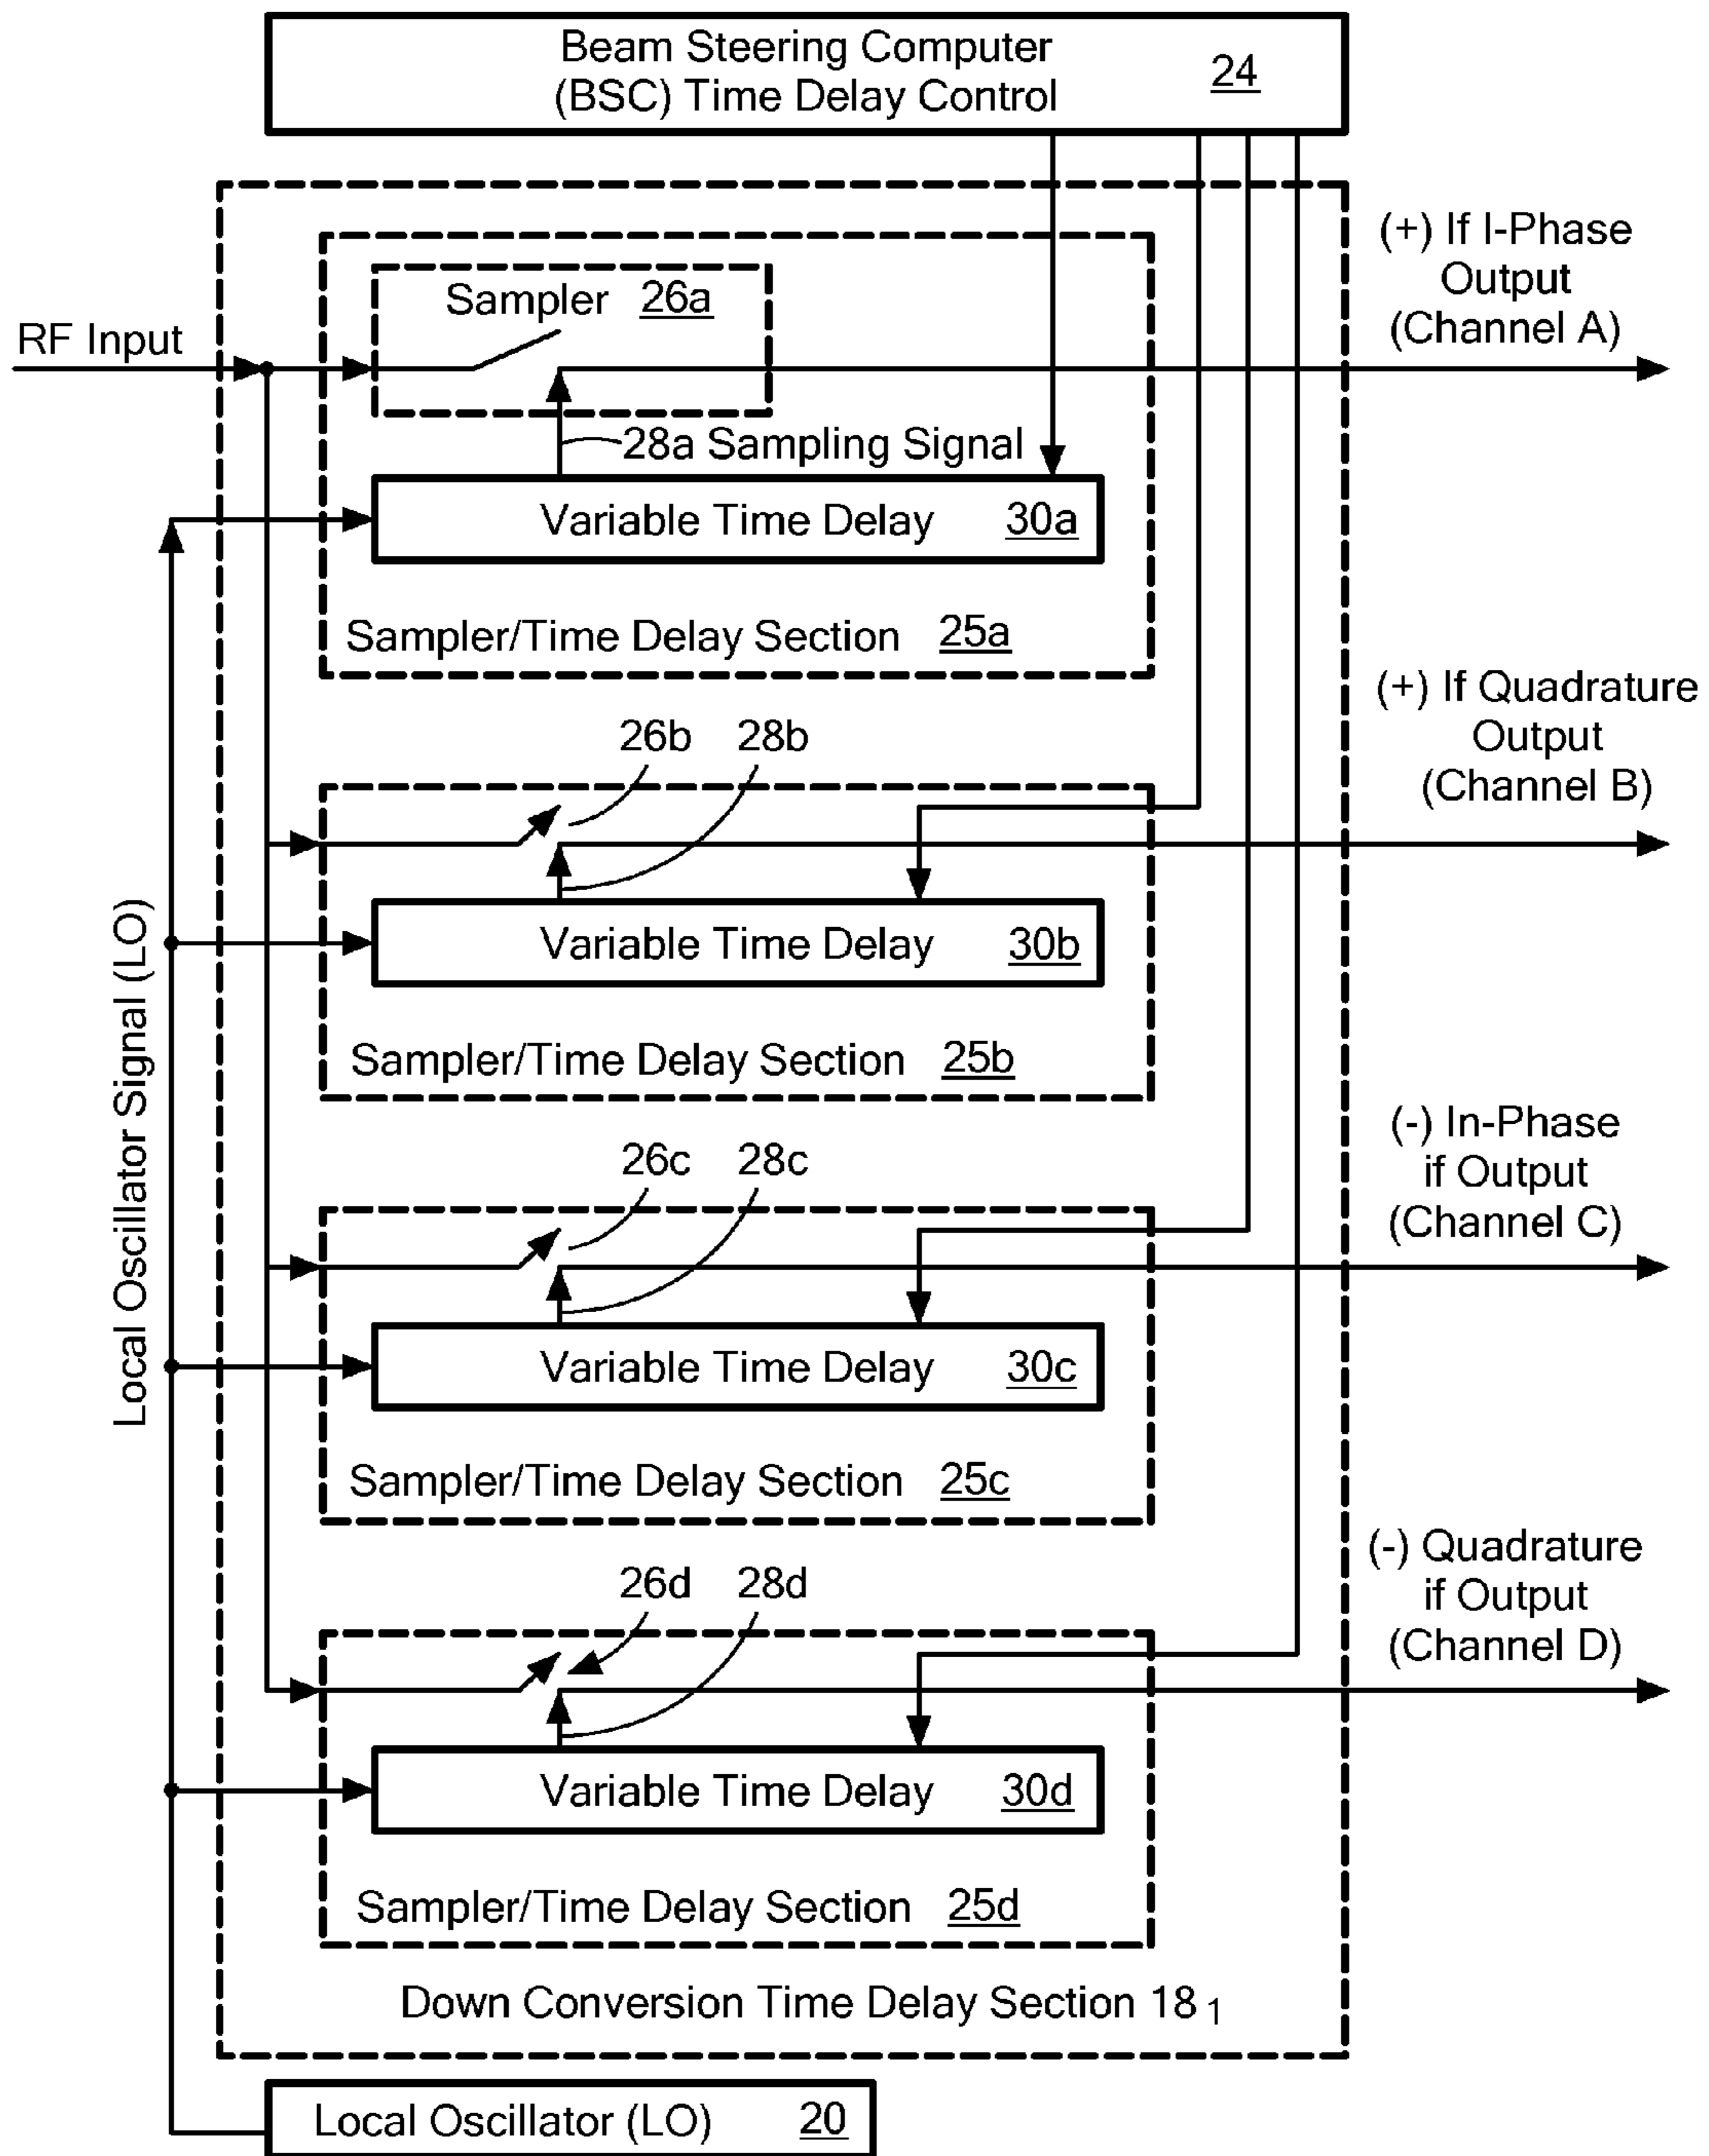 Beam Steering Computer
(BSC) Time Delay Control 24
(+) If I-Phase
Output
(Channel A)
Sampler 26a
RF Input
28a Sampling Signal
Variable Time Delay 30a
Sampler/Time Delay Section 25a
(+) If Quadrature
Output
(Channel B)
26b 28b
Variable Time Delay 30b
Sampler/Time Delay Section 25b
Local Oscillator Signal (LO)
(-) In-Phase
if Output
(Channel C)
26c 28c
Variable Time Delay 30c
Sampler/Time Delay Section 25c
(-) Quadrature
if Output
(Channel D)
26d 28d
Variable Time Delay 30d
Sampler/Time Delay Section 25d
Down Conversion Time Delay Section 18 1
Local Oscillator (LO) 20